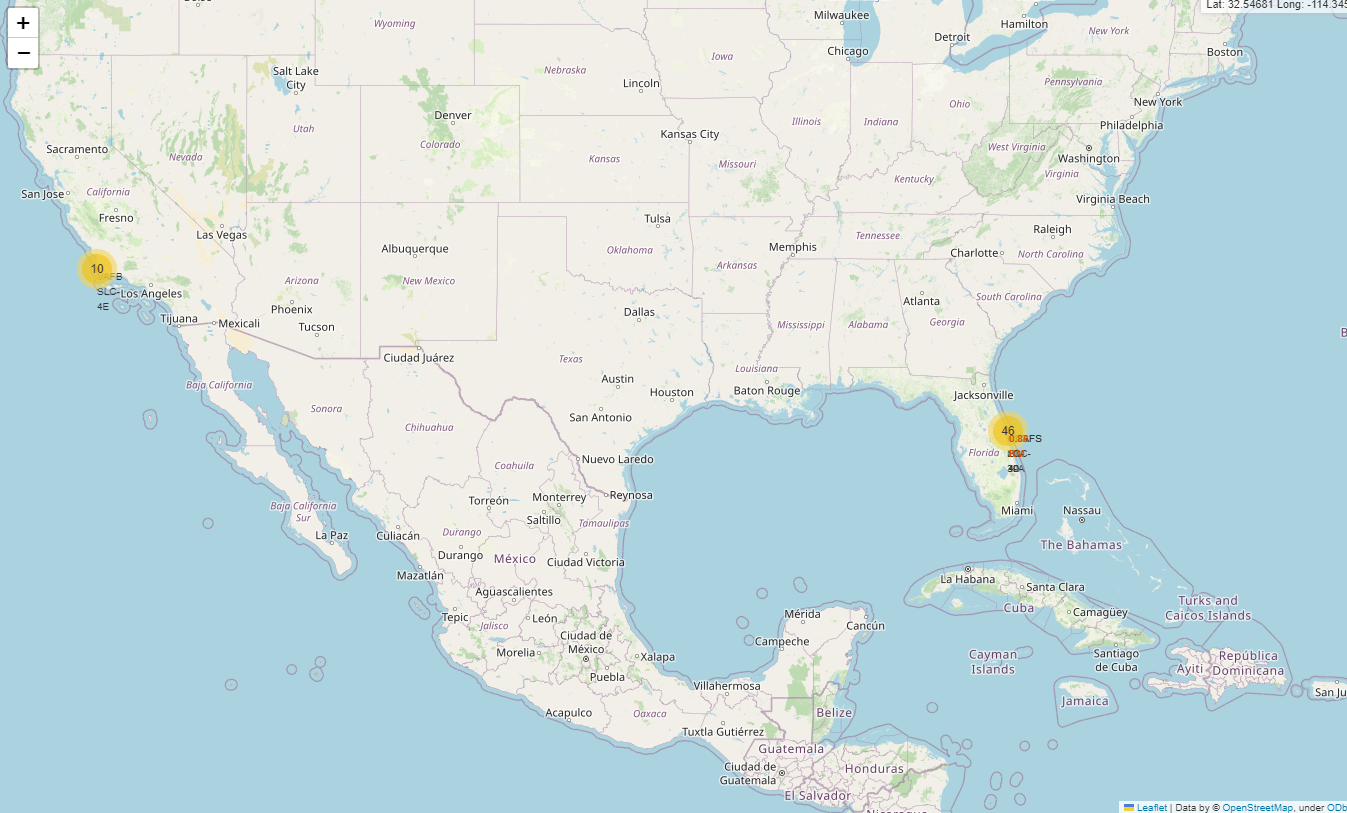 +
−
Lat: 32.54681 Long: -114.345
Wyoming
Milwaukee
Hamilton
New York
Detroit
Chicago
Boston
Salt Lake
City
Nebraska
Iowa
Lincoln
Pennsylvania
New York
Ohio
Denver
Utah
Colorado
Illinois
Indiana
Philadelphia
Kansas City
Sacramento
Nevada
Kansas
Missouri
West Virginia
Washington
Virginia
Kentucky
San Jose
California
Fresno
Virginia Beach
Las Vegas
Tulsa
Raleigh
Albuquerque
Oklahoma
Memphis
Tennessee
Charlotte
North Carolina
Arkansas
10
Arizona
New Mexico
SLC-
4E
Los Angeles
South Carolina
Atlanta
Phoenix
Dallas
Tijuana
Mexicali
Tucson
Mississippi
Alabama
Georgia
Ciudad Juárez
Texas
Louisiana
Baja California
Austin
Houston
Baton Rouge
Jacksonville
Sonora
San Antonio
Chihuahua
46
Florida
Nuevo Laredo
Coahuila
Torreón
Monterrey
Reynosa
Baja California
Sur
Saltillo
Tamaulipas
Miami
Nassau
La Paz
Culiacán
Durango
The Bahamas
Durango
México
Ciudad Victoria
Mazatlán
La Habana
Santa Clara
Aguascalientes
Cuba
Camagüey
Turks and
Caicos Islands
Tepic
León
Mérida
Cancún
Jalisco
Ciudad de
México
Campeche
Morelia
Xalapa
Cayman
Islands
Santiago
de Cuba
Ayiti
República
Dominicana
Puebla
Villahermosa
San Ju
Acapulco
Oaxaca
Belize
Jamaica
Tuxtla Gutiérrez
Guatemala
Ciudad de
Guatemala
Honduras
El Salvador
Nicaragua
Leaflet | Data by © OpenStreetMap, under ODb